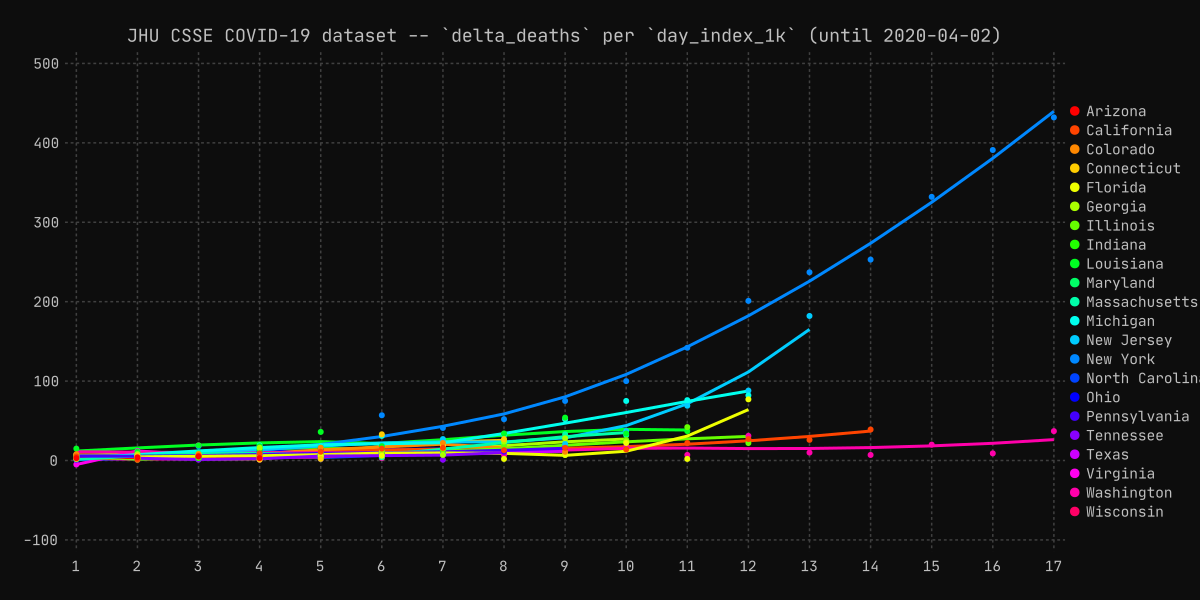 JHU CSSE COVID-19 dataset -- `delta_deaths` per `day_index_1k` (until 2020-04-02)
500
400
300
200
100
0
-100
1 2 3 4 5 6 7 8 9 10 11 12 13 14 15 16 17
Arizona
California
Colorado
Connecticut
Florida
Georgia
Illinois
Indiana
Louisiana
Maryland
Massachusetts
Michigan
New Jersey
New York
North Carolina
Ohio
Pennsylvania
Tennessee
Texas
Virginia
Washington
Wisconsin